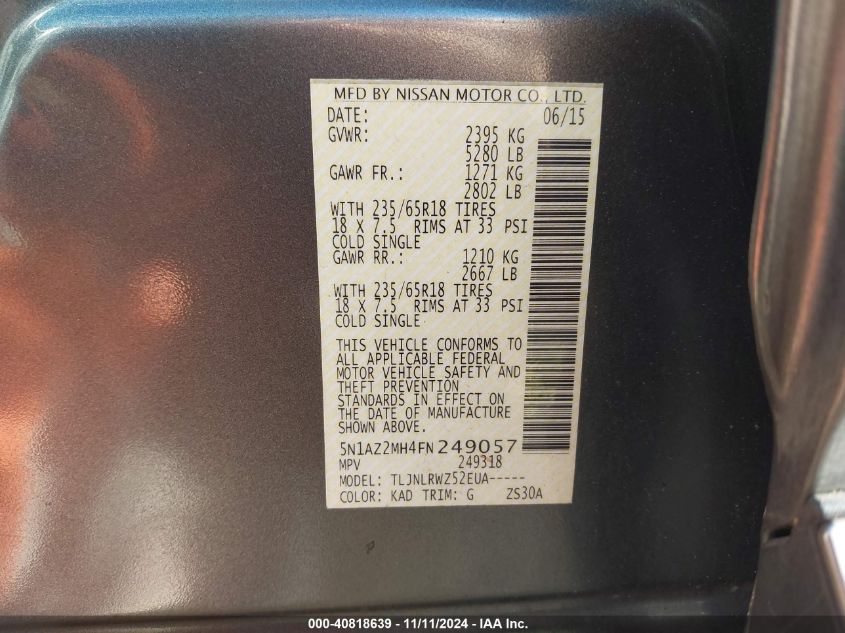 MFD BY NISSAN MOTOR CO., LTD.
DATE: 06/15
GVWR: 2395 KG
5280 LB
GAWR FR.: 1271 KG
2802 LB
WITH 235/65R18 TIRES
18 X 7.5 RIMS AT 33 PSI
COLD SINGLE
GAWR RR.: 1210 KG
2667 LB
WITH 235/65R18 TIRES
18 X 7.5 RIMS AT 33 PSI
COLD SINGLE
THIS VEHICLE CONFORMS TO
ALL APPLICABLE FEDERAL
MOTOR VEHICLE SAFETY AND
THEFT PREVENTION
STANDARDS IN EFFECT ON
THE DATE OF MANUFACTURE
SHOWN ABOVE.
5N1AZ2MH4FN249057
MPV 249318
MODEL: TLJNLRWZ52EUA-----
COLOR: KAD TRIM: G ZS30A
000-40818639 - 11/11/2024 - IAA Inc.